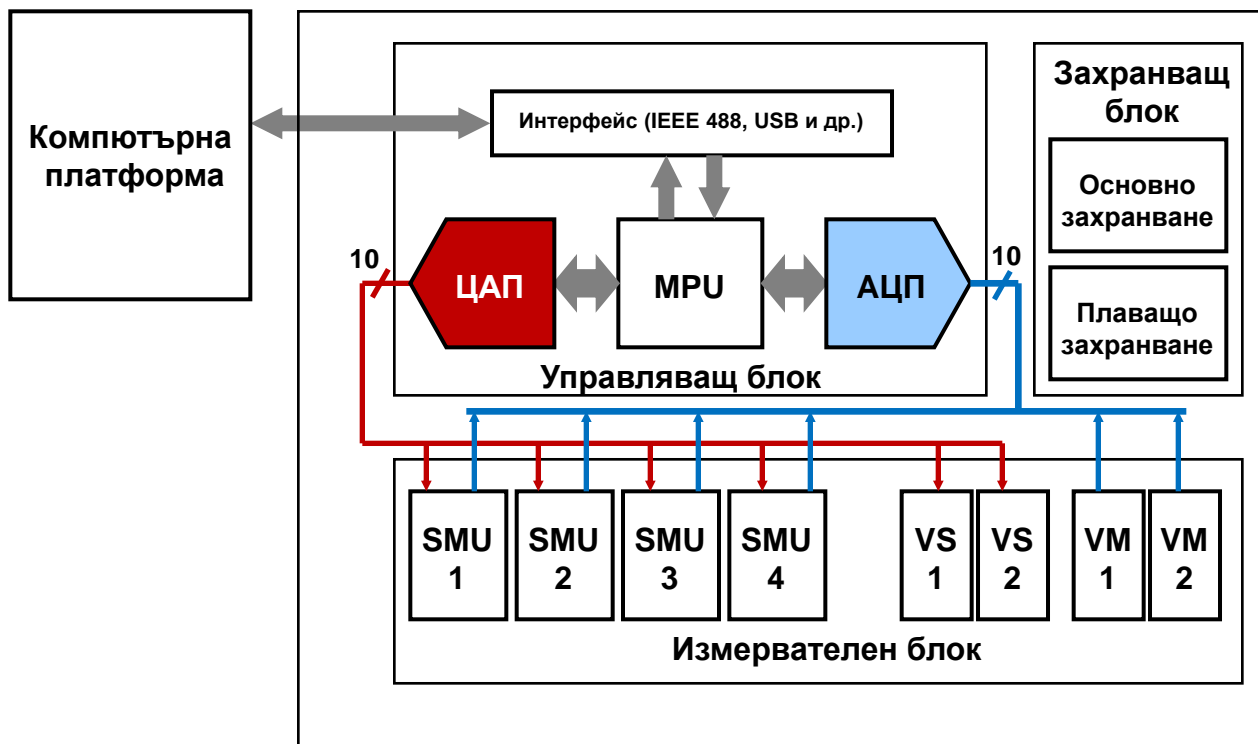 Компютърна
платформа
Интерфейс (IEEE 488, USB и др.)
10
ЦАП
MPU
АЦП
10
Управляващ блок
Захранващ
блок
Основно
захранване
Плаващо
захранване
SMU
1
SMU
2
SMU
3
SMU
4
VS
1
VS
2
VM
1
VM
2
Измервателен блок